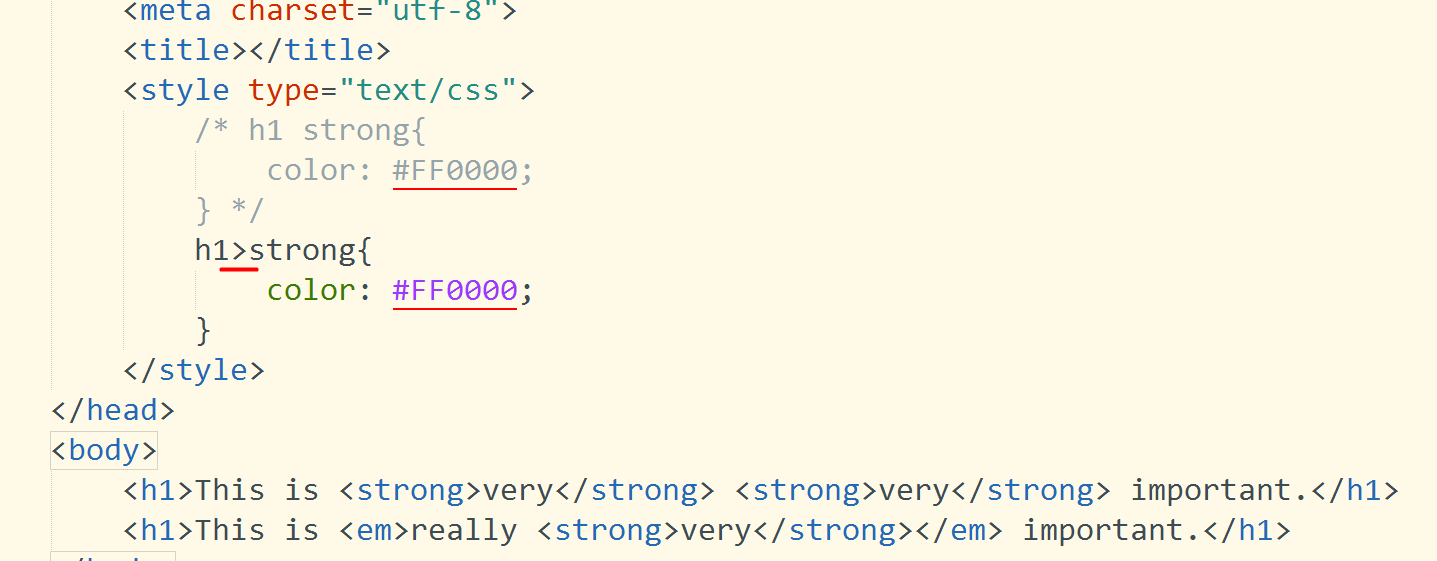 <meta charset="utf-8">
<title></title>
<style type="text/css">
/* h1 strong{
color: #FF0000;
} */
h1>strong{
color: #FF0000;
}
</style>
</head>
<body>
<h1>This is <strong>very</strong> <strong>very</strong> important.</h1>
<h1>This is <em>really <strong>very</strong></em> important.</h1>